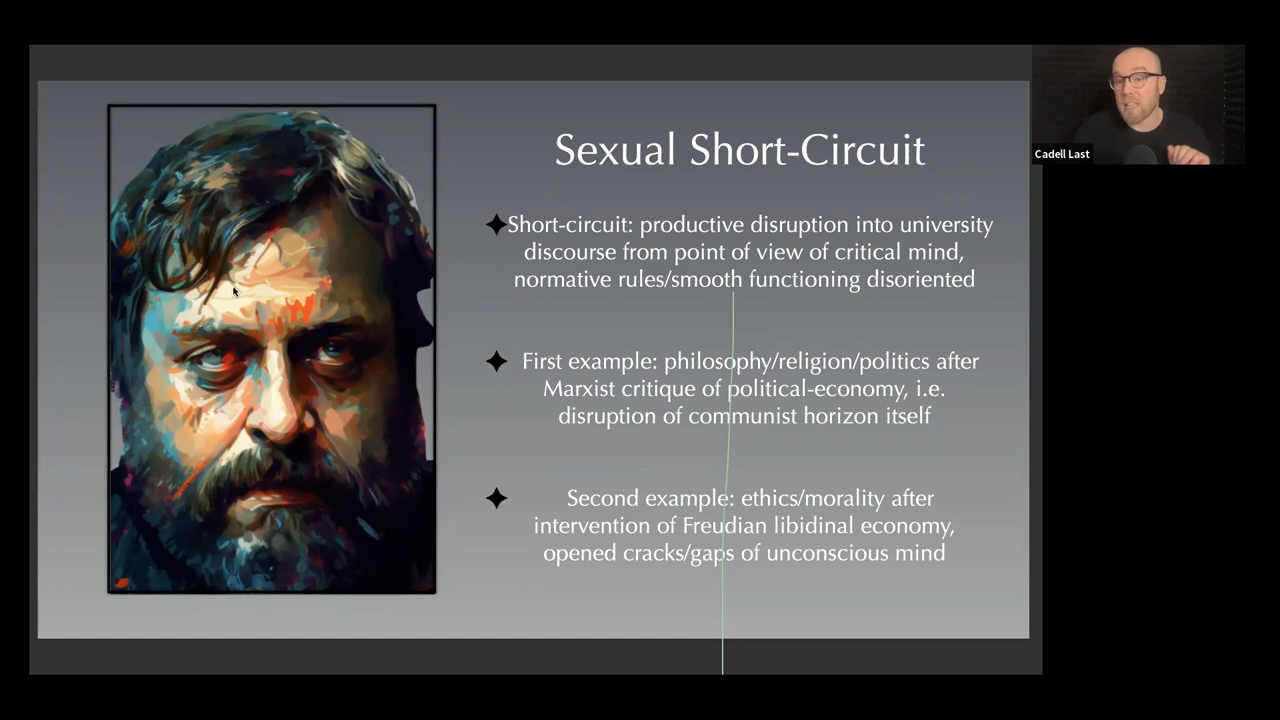 Sexual Short-Circuit
Short-circuit: productive disruption into university
discourse from point of view of critical mind,
normative rules/smooth functioning disoriented
First example: philosophy/religion/politics after
Marxist critique of political-economy, i.e.
disruption of communist horizon itself
Second example: ethics/morality after
intervention of Freudian libidinal economy,
opened cracks/gaps of unconscious mind
Cadell Last